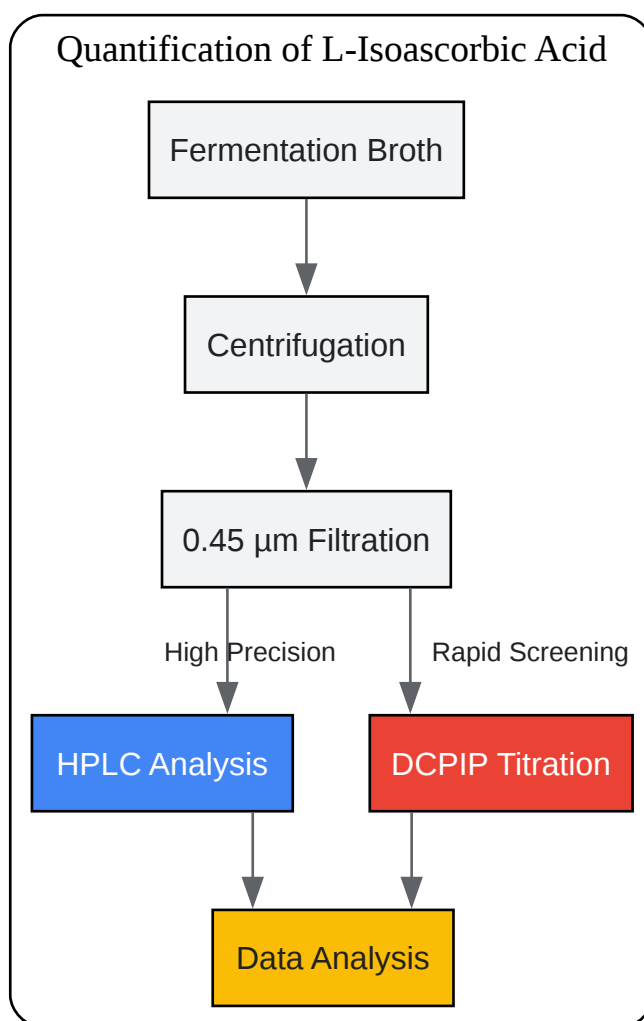 Quantification of L-Isoascorbic Acid
Fermentation Broth
Centrifugation
0.45 µm Filtration
High Precision
Rapid Screening
HPLC Analysis
DCPIP Titration
Data Analysis